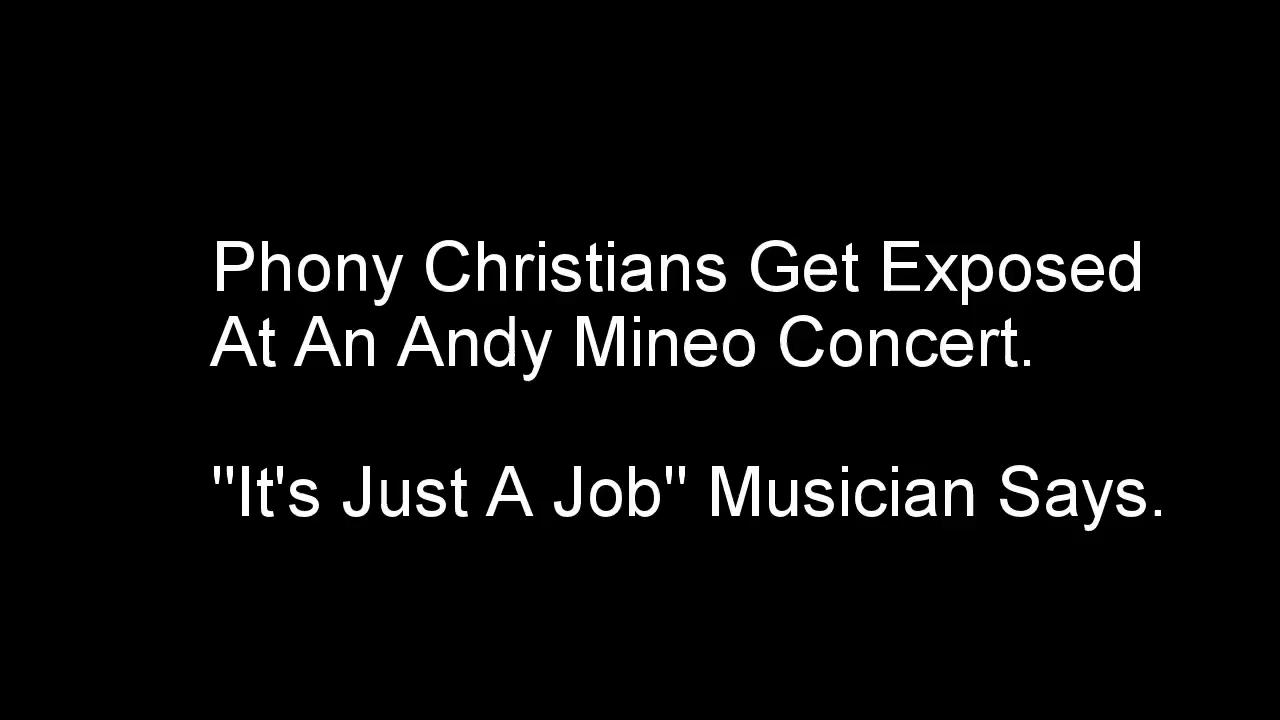 Phony Christians Get Exposed
At An Andy Mineo Concert.
"It's Just A Job" Musician Says.